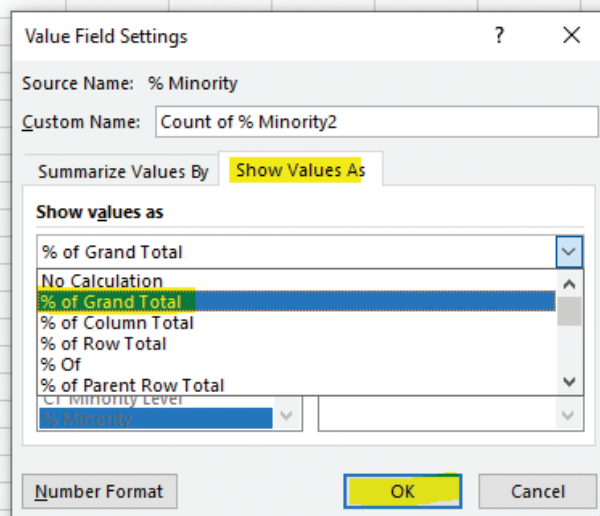 Value Field Settings ? ×
Source Name: % Minority
Custom Name: Count of % Minority2
Summarize Values By Show Values As
Show values as
% of Grand Total
No Calculation
% of Grand Total
% of Column Total
% of Row Total
% Of
% of Parent Row Total
CT Minority Level
% Minority
Number Format OK Cancel